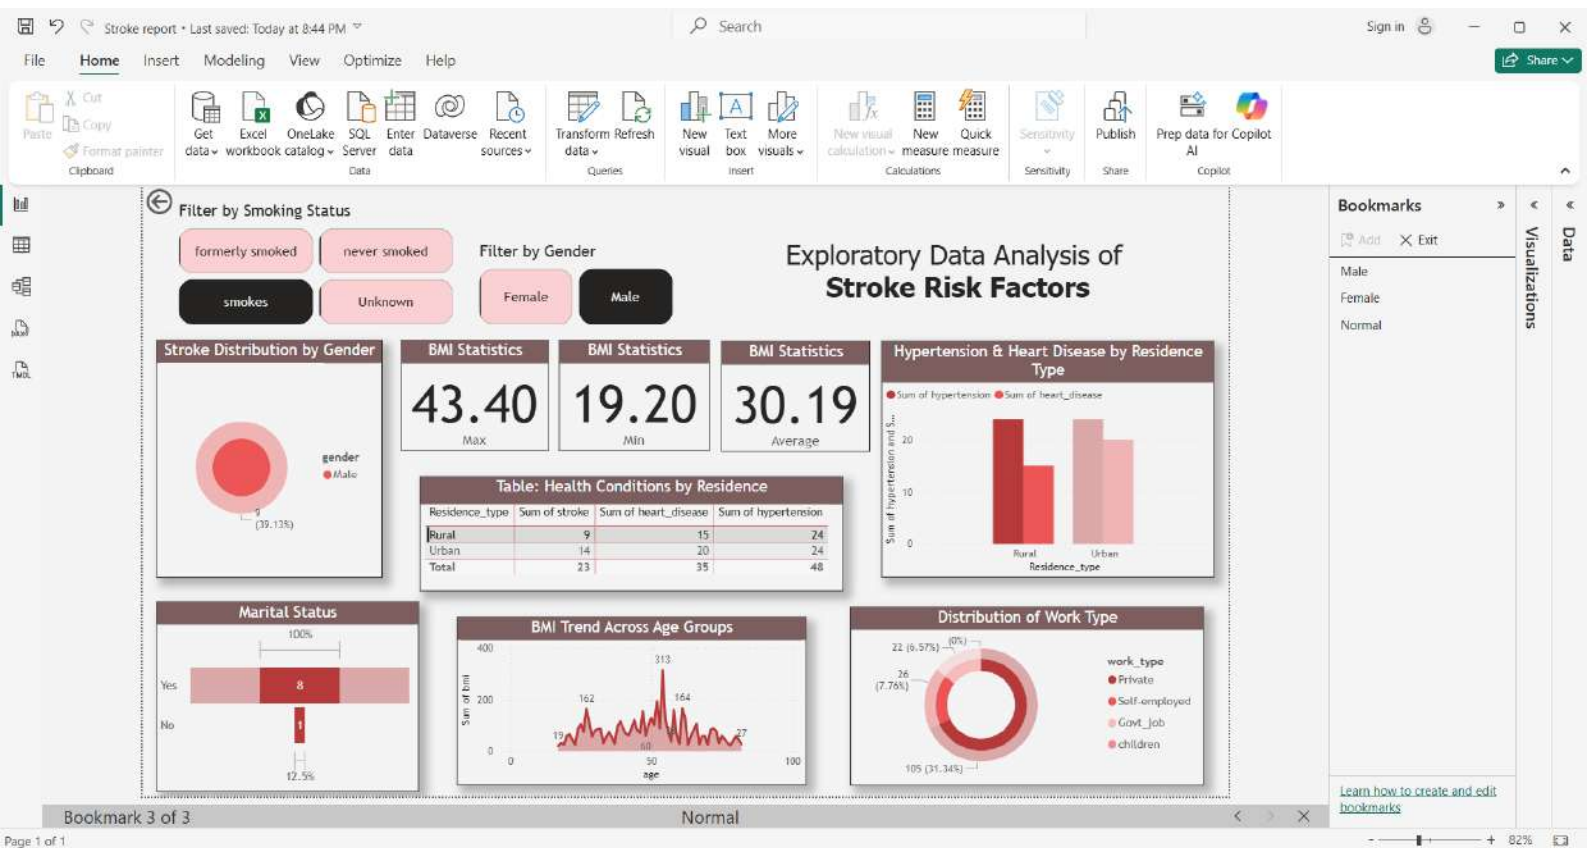 Stroke report • Last saved: Today at 8:44 PM
Search
Sign in
File Home Insert Modeling View Optimize Help
Share
Paste
Cut
Copy
Format painter
Clipboard
Get data
Excel workbook
OneLake catalog
SQL Server
Enter data
Dataverse
Recent sources
Data
Transform data
Refresh
Queries
New visual
Text box
More visuals
Insert
New visual calculation
New measure
Quick measure
Calculations
Sensitivity
Sensitivity
Publish
Share
Prep data for AI
Copilot
Copilot
TMDL
Filter by Smoking Status
formerly smoked
never smoked
smokes
Unknown
Filter by Gender
Female
Male
Exploratory Data Analysis of
Stroke Risk Factors
Stroke Distribution by Gender
gender
Male
9
(39.13%)
BMI Statistics
43.40
Max
BMI Statistics
19.20
Min
BMI Statistics
30.19
Average
Hypertension & Heart Disease by Residence
Type
Sum of hypertension Sum of heart_disease
Sum of hypertension and S...
20
10
0
Rural Urban
Residence_type
Table: Health Conditions by Residence
Residence_type Sum of stroke Sum of heart_disease Sum of hypertension
Rural 9 15 24
Urban 14 20 24
Total 23 35 48
Marital Status
100%
Yes
8
No
1
12.5%
BMI Trend Across Age Groups
400
200
0
Sum of bmi
19
162
313
60
164
27
0 50 100
age
Distribution of Work Type
(0%)
22 (6.57%)
26
(7.76%)
105 (31.34%)
work_type
Private
Self-employed
Govt_job
children
Bookmarks
Add
Exit
Male
Female
Normal
Learn how to create and edit
bookmarks
Visualizations
Data
Bookmark 3 of 3
Normal
Page 1 of 1
82%